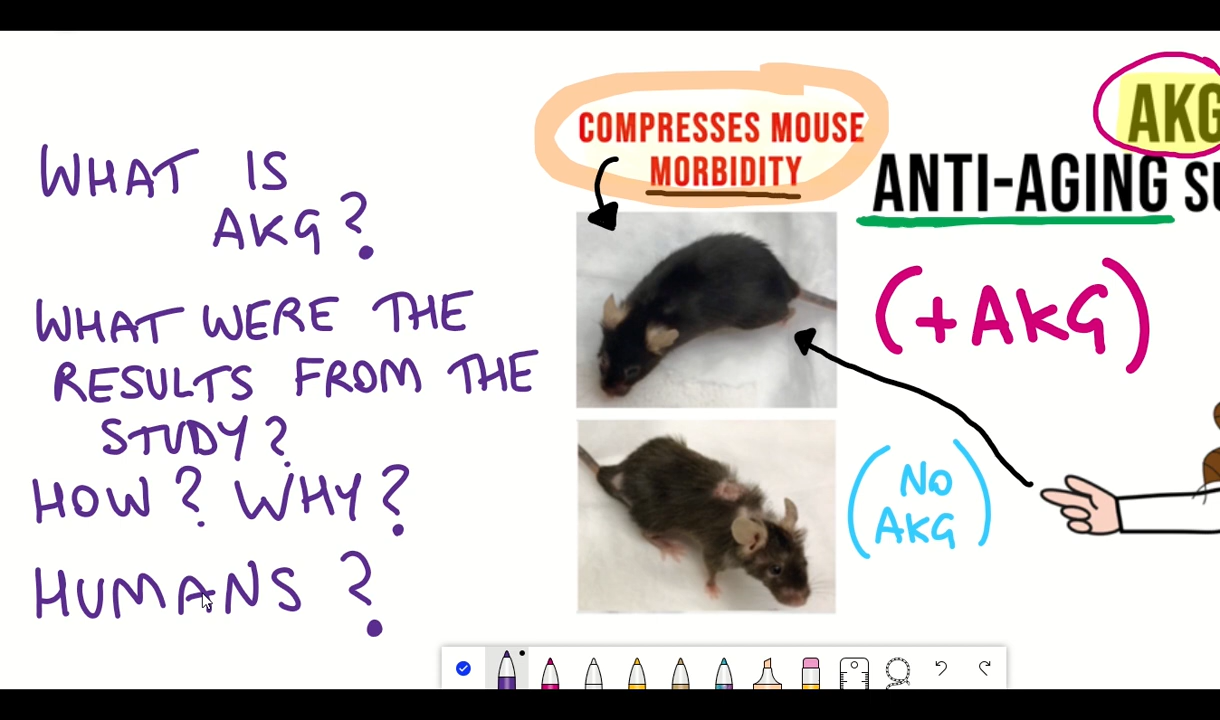 WHAT IS
AKG?
WHAT WERE THE
RESULTS FROM THE
STUDY?
HOW? WHY?
HUMANS?
COMPRESSES MOUSE
MORBIDITY
AKG
ANTI-AGING
(+AKG)
(NO
AKG)